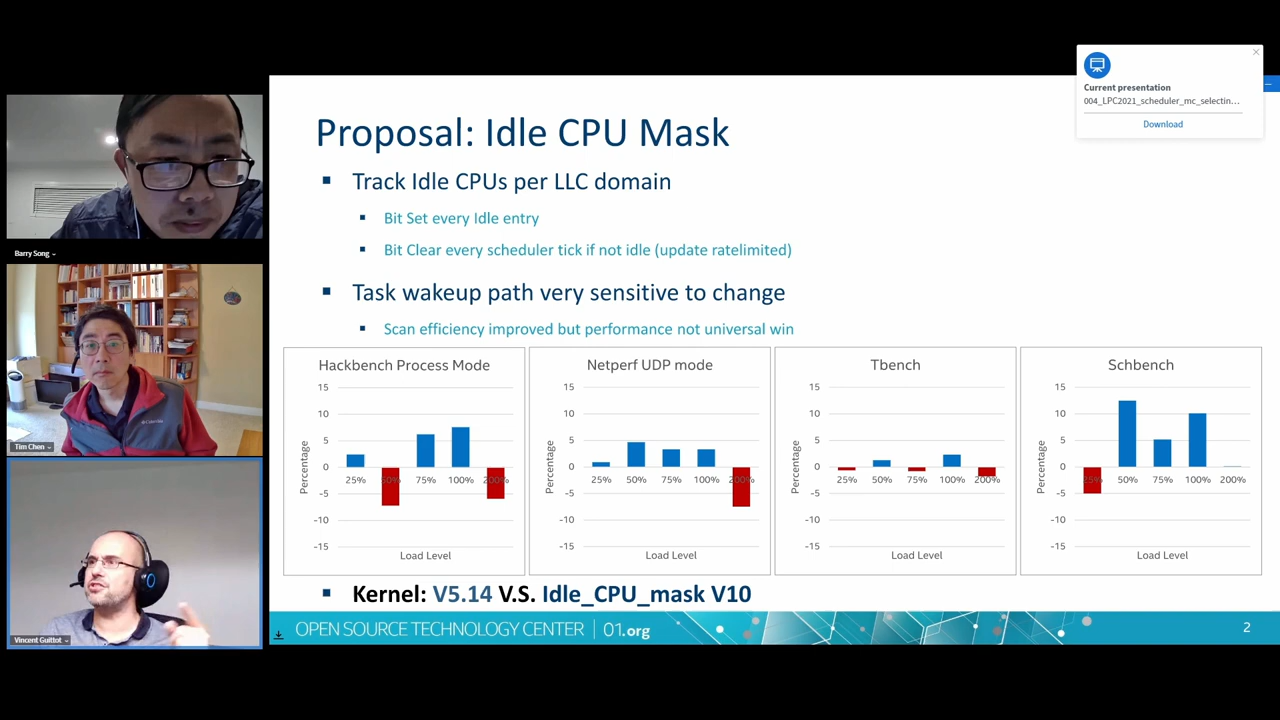 Current presentation
004_LPC2021_scheduler_mc_selectin...
Download
Barry Song
Tim Chen
Vincent Guittot
Proposal: Idle CPU Mask
Track Idle CPUs per LLC domain
Bit Set every Idle entry
Bit Clear every scheduler tick if not idle (update ratelimited)
Task wakeup path very sensitive to change
Scan efficiency improved but performance not universal win
Hackbench Process Mode
15
10
5
0
-5
-10
-15
Percentage
25% 50% 75% 100% 200%
Load Level
Netperf UDP mode
15
10
5
0
-5
-10
-15
Percentage
25% 50% 75% 100% 200%
Load Level
Tbench
15
10
5
0
-5
-10
-15
Percentage
25% 50% 75% 100% 200%
Load Level
Schbench
15
10
5
0
-5
-10
-15
Percentage
25% 50% 75% 100% 200%
Load Level
Kernel: V5.14 V.S. Idle_CPU_mask V10
OPEN SOURCE TECHNOLOGY CENTER | 01.org
2